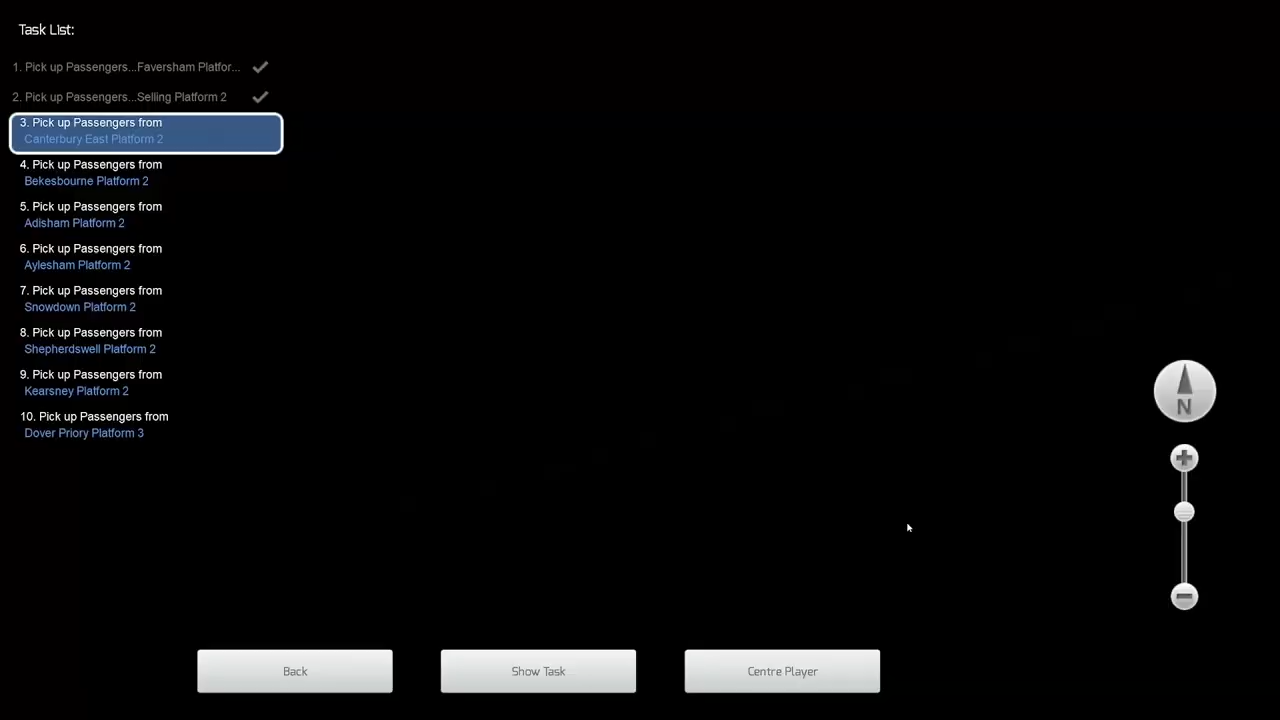 Task List:
1. Pick up Passengers...Faversham Platfor...
2. Pick up Passengers...Selling Platform 2
3. Pick up Passengers from
Canterbury East Platform 2
4. Pick up Passengers from
Bekesbourne Platform 2
5. Pick up Passengers from
Adisham Platform 2
6. Pick up Passengers from
Aylesham Platform 2
7. Pick up Passengers from
Snowdown Platform 2
8. Pick up Passengers from
Shepherdswell Platform 2
9. Pick up Passengers from
Kearsney Platform 2
10. Pick up Passengers from
Dover Priory Platform 3
N
Back
Show Task
Centre Player